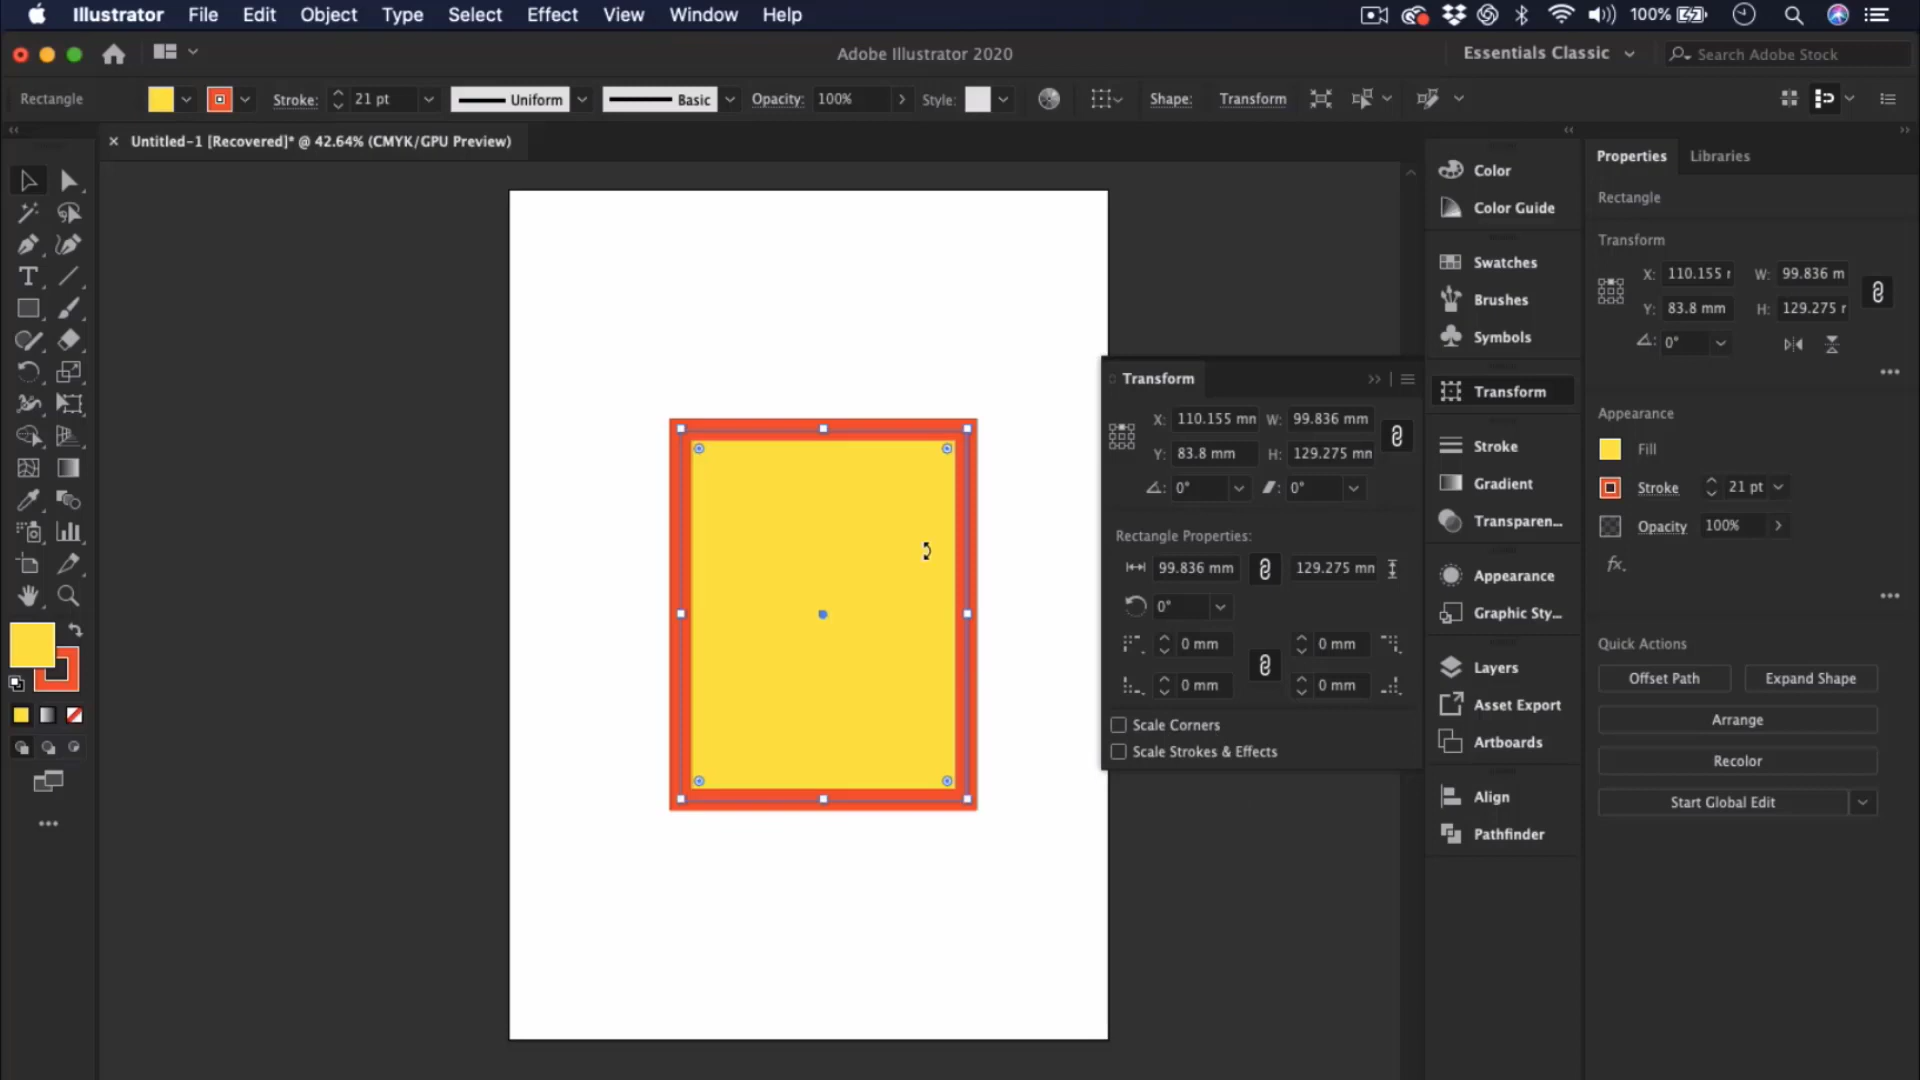 Illustrator File Edit Object Type Select Effect View Window Help 100%
Adobe Illustrator 2020 Essentials Classic Search Adobe Stock
Rectangle Stroke: 21 pt Uniform Basic Opacity: 100% Style: Shape: Transform
Untitled-1 [Recovered]* @ 42.64% (CMYK/GPU Preview)
Color
Color Guide
Swatches
Brushes
Symbols
Transform
Stroke
Gradient
Transparen...
Appearance
Graphic Sty...
Layers
Asset Export
Artboards
Align
Pathfinder
Transform
X: 110.155 mn W: 99.836 mm
Y: 83.8 mm H: 129.275 mn
0° 0°
Rectangle Properties:
99.836 mm 129.275 mn
0°
0 mm 0 mm
0 mm 0 mm
Scale Corners
Scale Strokes & Effects
Properties Libraries
Rectangle
Transform
X: 110.155 r W: 99.836 m
Y: 83.8 mm H: 129.275 r
0°
Appearance
Fill
Stroke 21 pt
Opacity 100%
fx.
Quick Actions
Offset Path Expand Shape
Arrange
Recolor
Start Global Edit